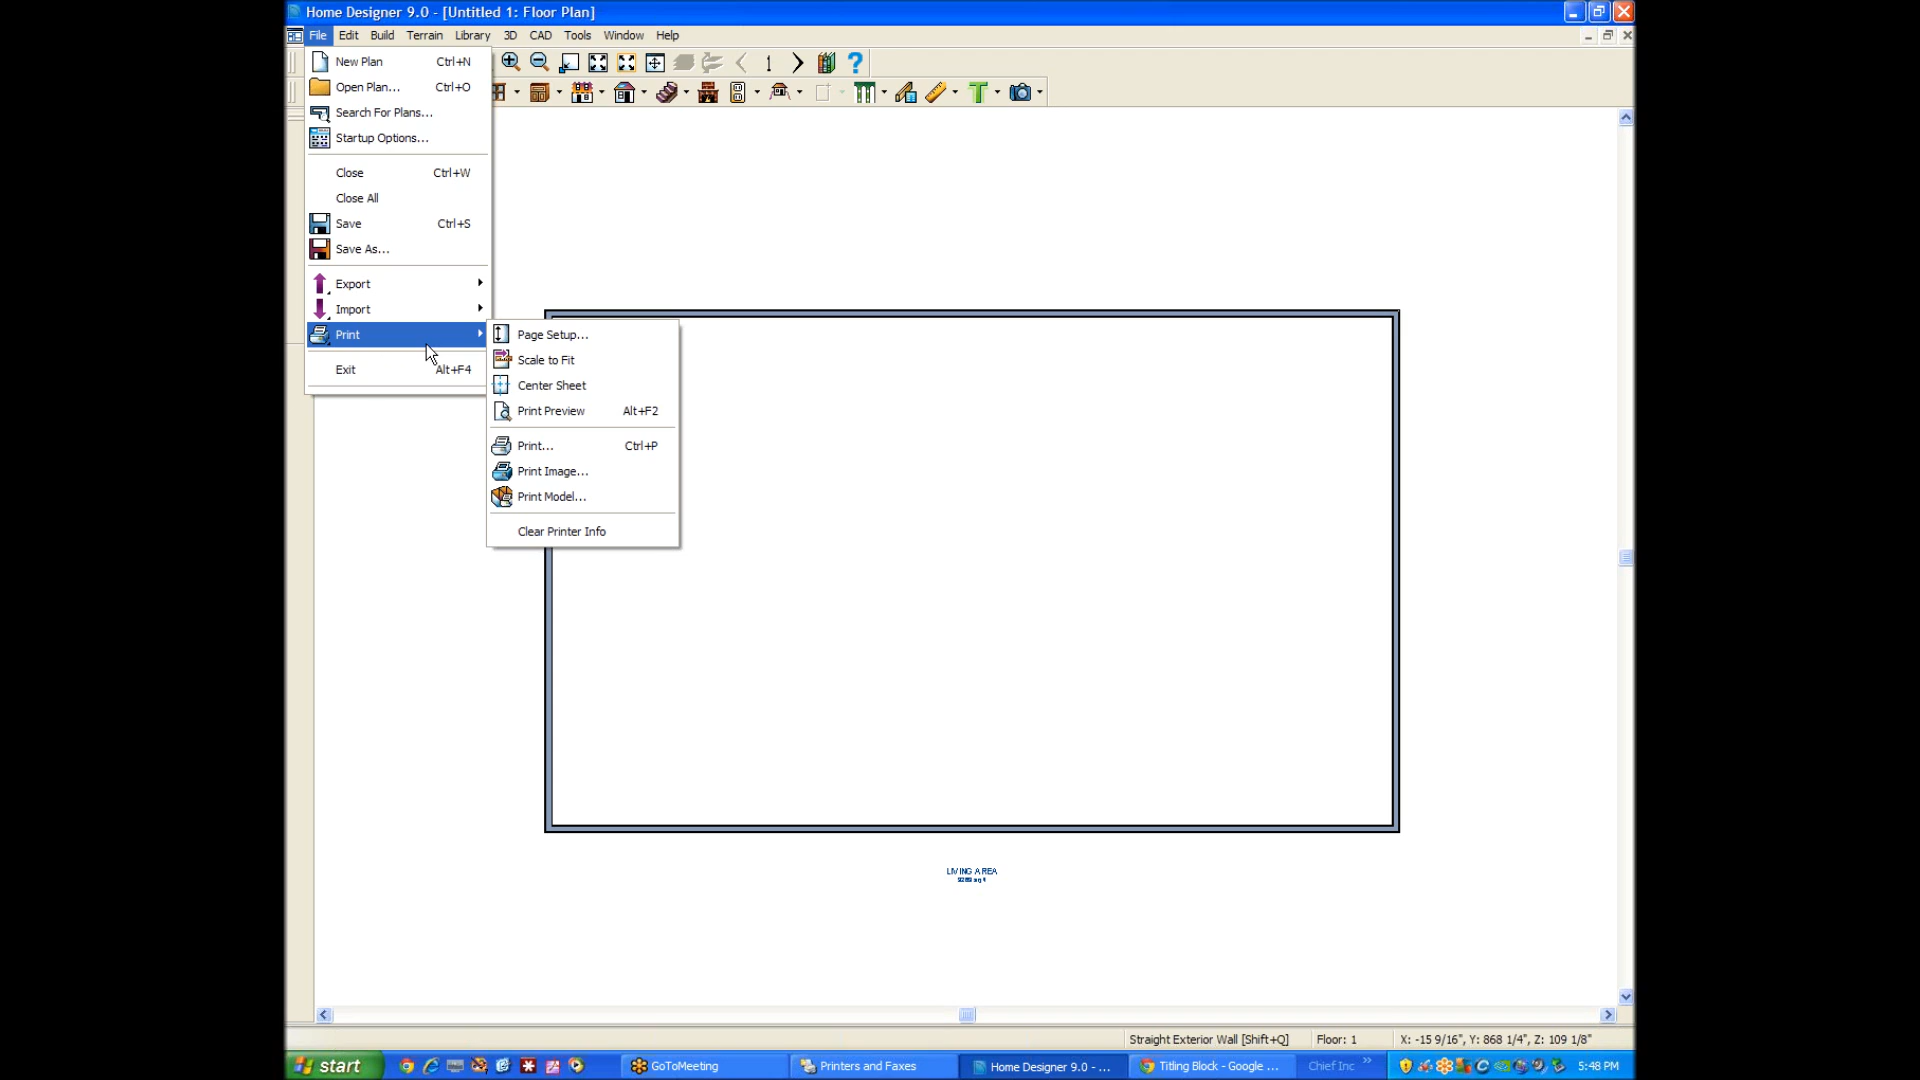 Home Designer 9.0 - [Untitled 1: Floor Plan]
File Edit Build Terrain Library 3D CAD Tools Window Help
New Plan Ctrl+N
Open Plan... Ctrl+O
Search For Plans...
Startup Options...
Close Ctrl+W
Close All
Save Ctrl+S
Save As...
Export
Import
Print
Exit Alt+F4
Page Setup...
Scale to Fit
Center Sheet
Print Preview Alt+F2
Print... Ctrl+P
Print Image...
Print Model...
Clear Printer Info
1
LIVING AREA
Straight Exterior Wall [Shift+Q] Floor: 1 X: -15 9/16", Y: 868 1/4", Z: 109 1/8"
start GoToMeeting Printers and Faxes Home Designer 9.0 - ... Titling Block - Google ... Chief Inc » 5:48 PM